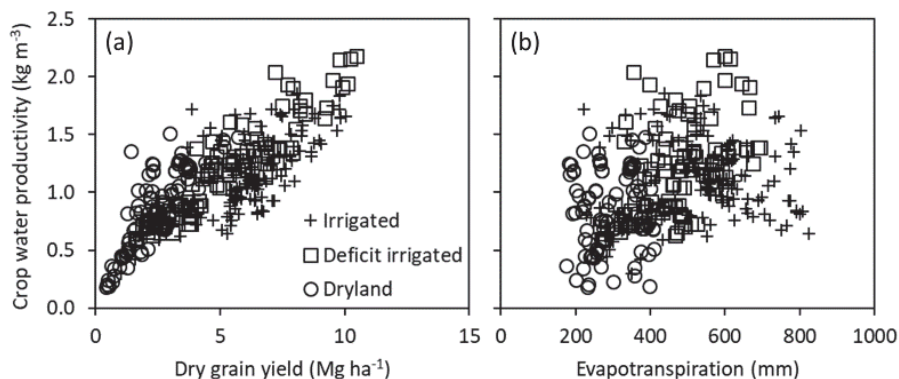 Crop water productivity (kg m⁻³)
2.5
2.0
1.5
1.0
0.5
0.0
(a)
+ Irrigated
□ Deficit irrigated
○ Dryland
0 5 10 15
Dry grain yield (Mg ha⁻¹)
(b)
0 200 400 600 800 1000
Evapotranspiration (mm)